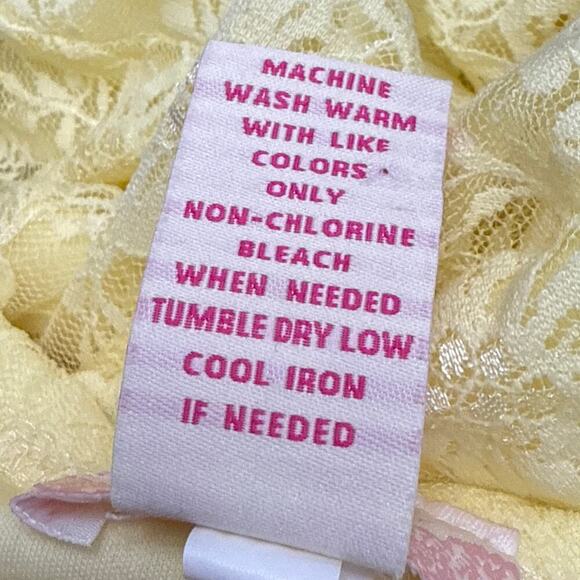 MACHINE
WASH WARM
WITH LIKE
COLORS
ONLY
NON-CHLORINE
BLEACH
WHEN NEEDED
TUMBLE DRY LOW
COOL IRON
IF NEEDED